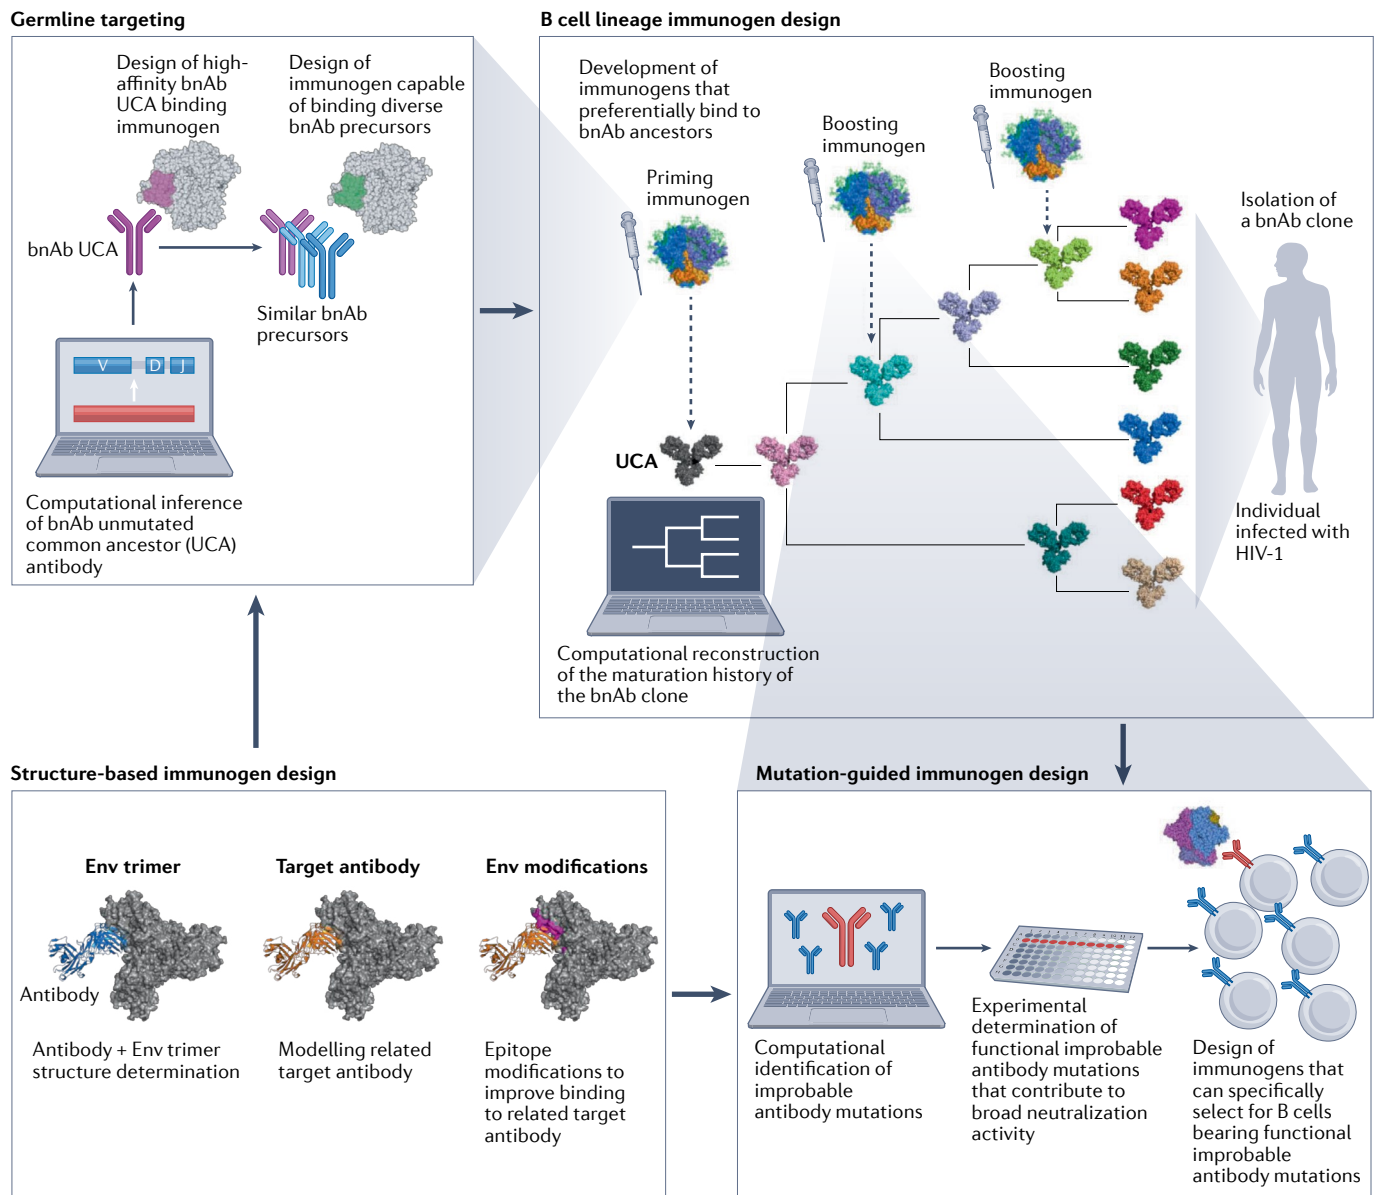 Germline targeting
Design of high-
affinity bnAb
UCA binding
immunogen
Design of
immunogen capable
of binding diverse
bnAb precursors
bnAb UCA
Similar bnAb
precursors
V
D
J
Computational inference
of bnAb unmutated
common ancestor (UCA)
antibody
B cell lineage immunogen design
Development of
immunogens that
preferentially bind to
bnAb ancestors
Priming
immunogen
Boosting
immunogen
Boosting
immunogen
Isolation of
a bnAb clone
UCA
Individual
infected with
HIV-1
Computational reconstruction
of the maturation history of
the bnAb clone
Structure-based immunogen design
Env trimer
Antibody
Antibody + Env trimer
structure determination
Target antibody
Modelling related
target antibody
Env modifications
Epitope
modifications to
improve binding
to related target
antibody
Mutation-guided immunogen design
Computational
identification of
improbable
antibody mutations
Experimental
determination of
functional improbable
antibody mutations
that contribute to
broad neutralization
activity
Design of
immunogens that
can specifically
select for B cells
bearing functional
improbable
antibody mutations